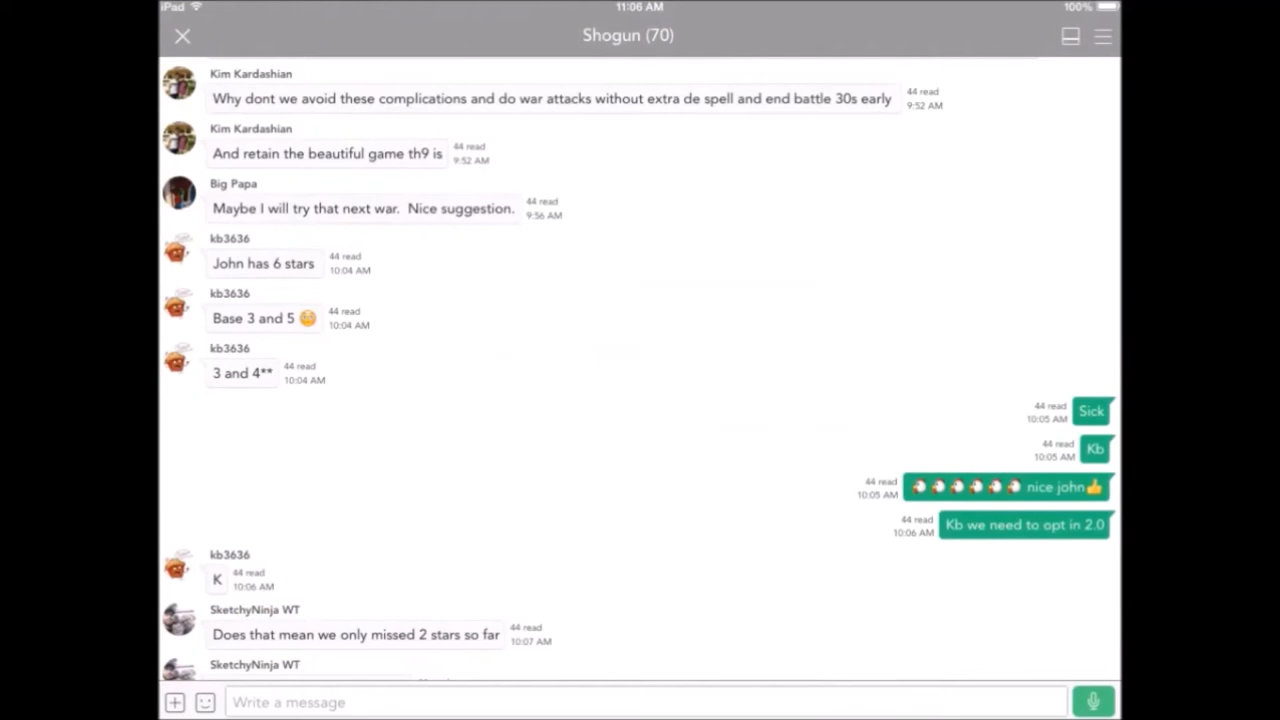 iPad 11:06 AM 100%
Shogun (70)
Kim Kardashian
Why dont we avoid these complications and do war attacks without extra de spell and end battle 30s early
44 read
9:52 AM
Kim Kardashian
And retain the beautiful game th9 is
44 read
9:52 AM
Big Papa
Maybe I will try that next war. Nice suggestion.
44 read
9:56 AM
kb3636
John has 6 stars
44 read
10:04 AM
kb3636
Base 3 and 5 😳
44 read
10:04 AM
kb3636
3 and 4**
44 read
10:04 AM
44 read
10:05 AM
Sick
44 read
10:05 AM
Kb
44 read
10:05 AM
nice john👍
44 read
10:06 AM
Kb we need to opt in 2.0
kb3636
K
44 read
10:06 AM
SketchyNinja WT
Does that mean we only missed 2 stars so far
44 read
10:07 AM
SketchyNinja WT
Write a message